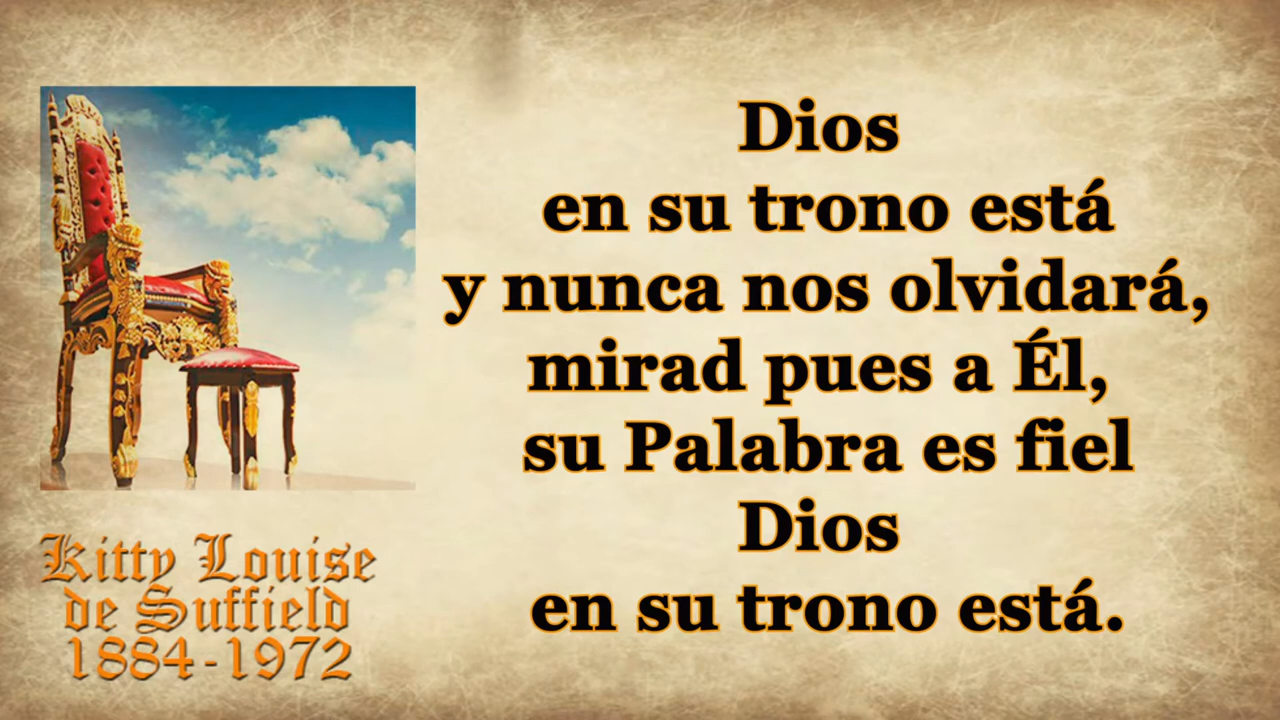 Dios
en su trono está
y nunca nos olvidará,
mirad pues a Él,
su Palabra es fiel
Dios
en su trono está.
Kitty Louise
de Suffield
1884-1972